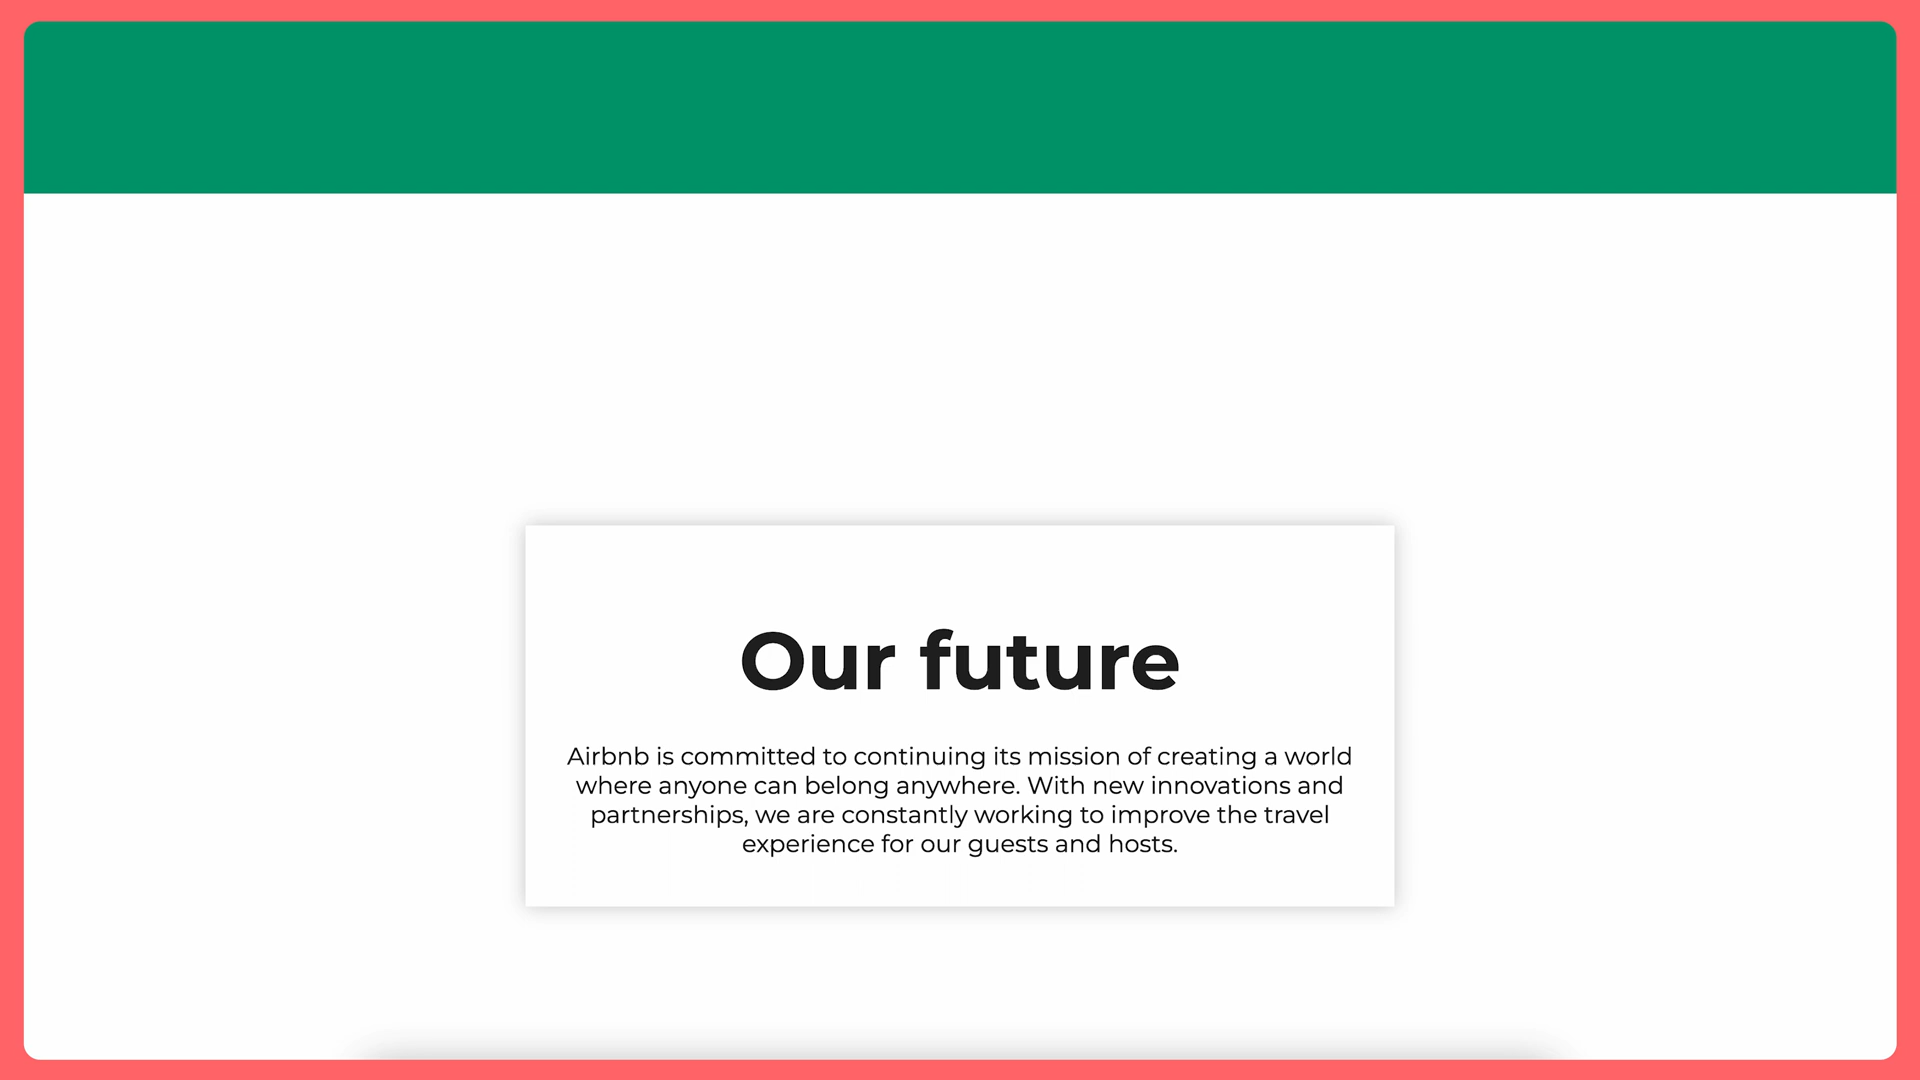 Our future
Airbnb is committed to continuing its mission of creating a world
where anyone can belong anywhere. With new innovations and
partnerships, we are constantly working to improve the travel
experience for our guests and hosts.